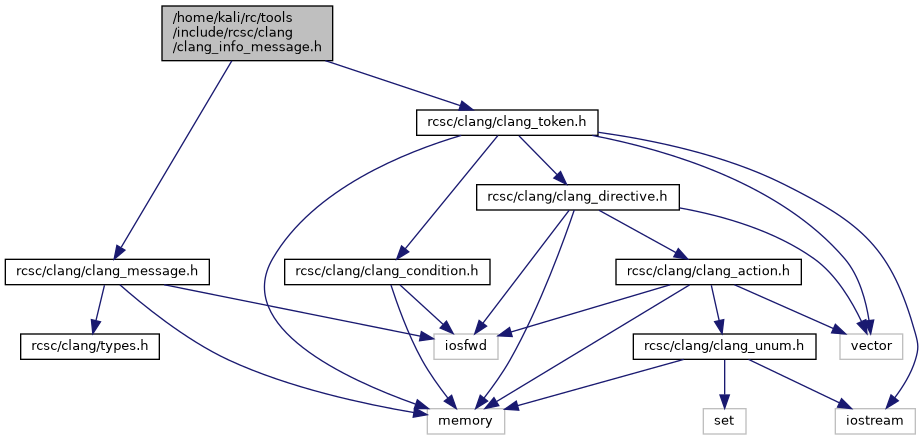 /home/kali/rc/tools
/include/rcsc/clang
/clang_info_message.h
rcsc/clang/clang_token.h
rcsc/clang/clang_directive.h
rcsc/clang/clang_message.h
rcsc/clang/clang_condition.h
rcsc/clang/clang_action.h
rcsc/clang/types.h
iosfwd
rcsc/clang/clang_unum.h
vector
memory
set
iostream